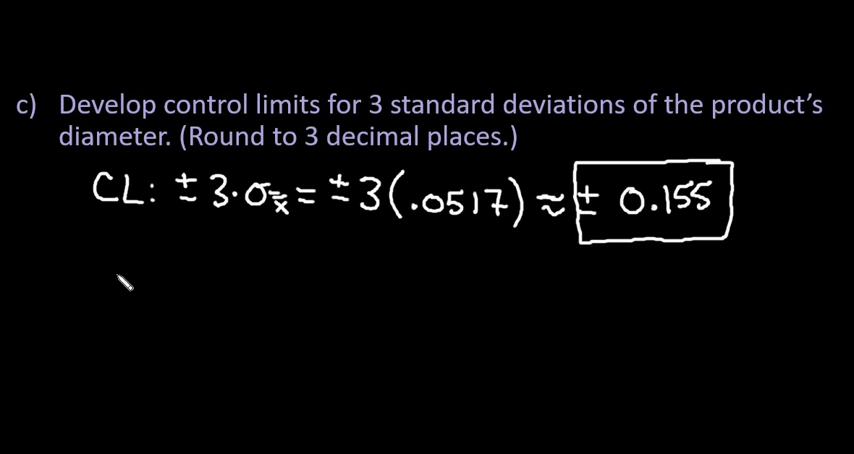 c) Develop control limits for 3 standard deviations of the product's
diameter. (Round to 3 decimal places.)
CL: ± 3·σx̿ = ±3(.0517) ≈ ± 0.155